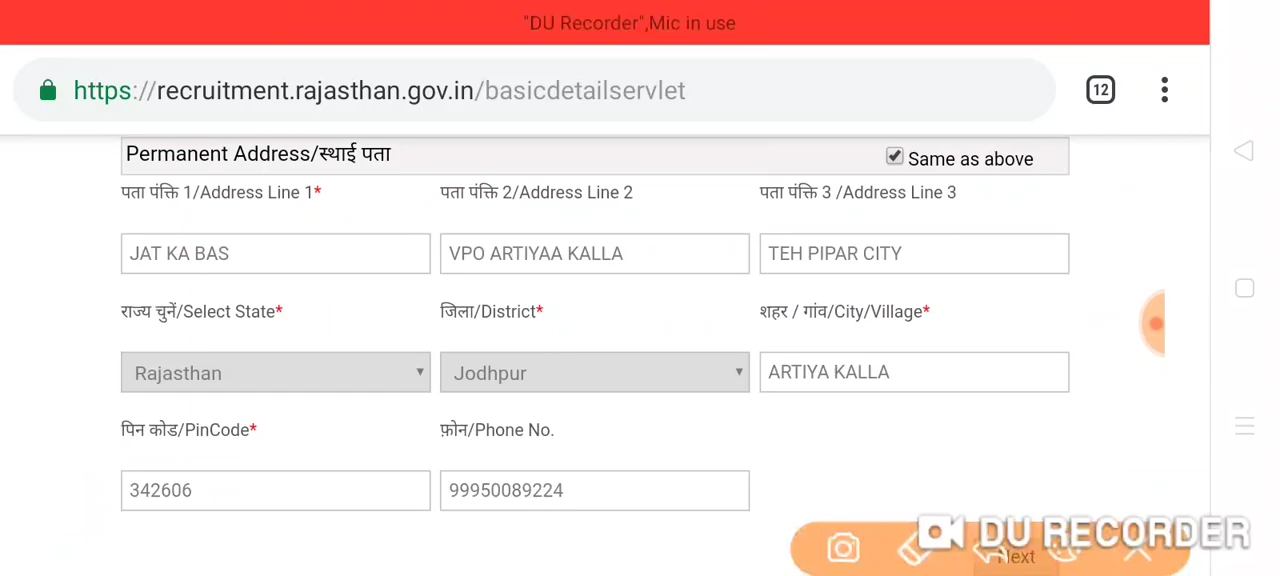 "DU Recorder",Mic in use
https://recruitment.rajasthan.gov.in/basicdetailservlet
12
Permanent Address/स्थाई पता
Same as above
पता पंक्ति 1/Address Line 1*
पता पंक्ति 2/Address Line 2
पता पंक्ति 3 /Address Line 3
JAT KA BAS
VPO ARTIYAA KALLA
TEH PIPAR CITY
राज्य चुनें/Select State*
जिला/District*
शहर / गांव/City/Village*
Rajasthan
Jodhpur
ARTIYA KALLA
पिन कोड/PinCode*
फ़ोन/Phone No.
342606
99950089224
DU RECORDER
Next